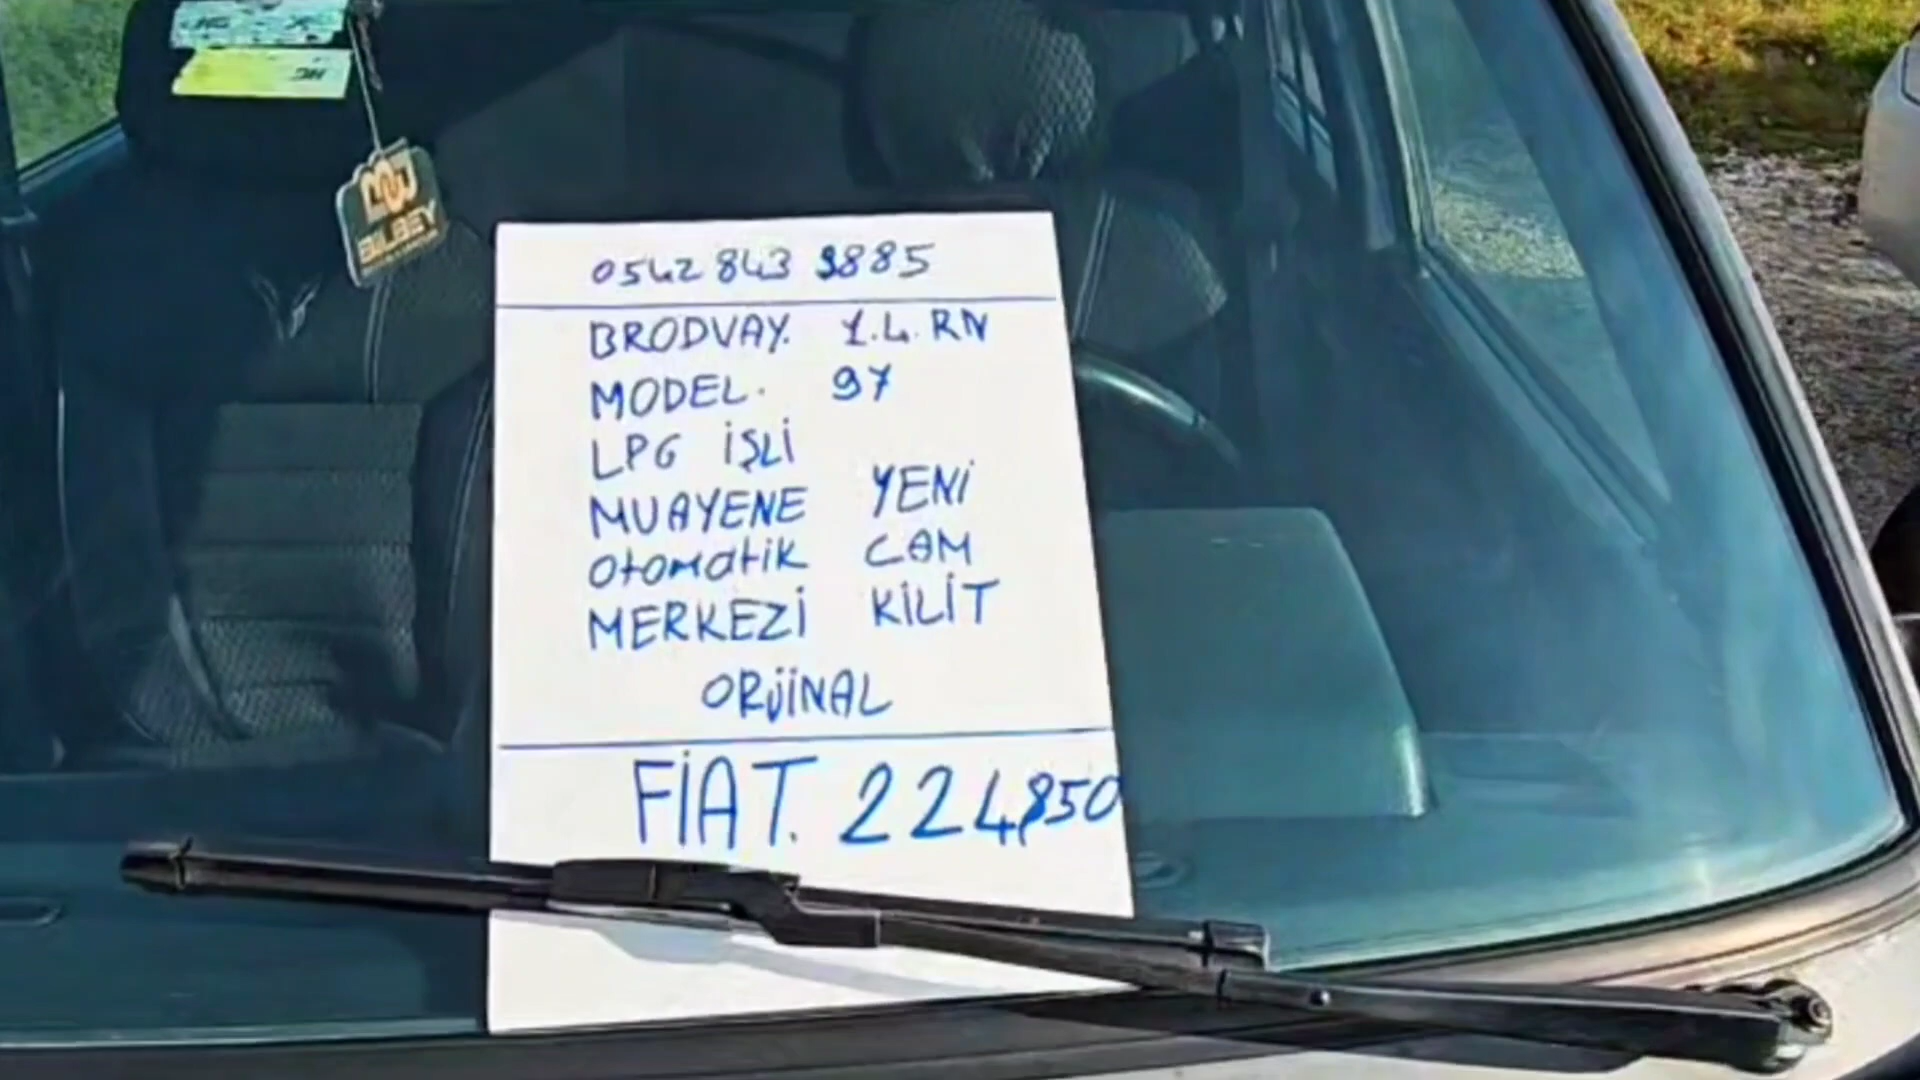 BİLBEY
0542 843 9885
BRODVAY. 1.4. RN
MODEL. 97
LPG İŞLİ
MUAYENE YENİ
otomatik CAM
MERKEZİ KİLİT
ORJİNAL
FİAT. 224,850